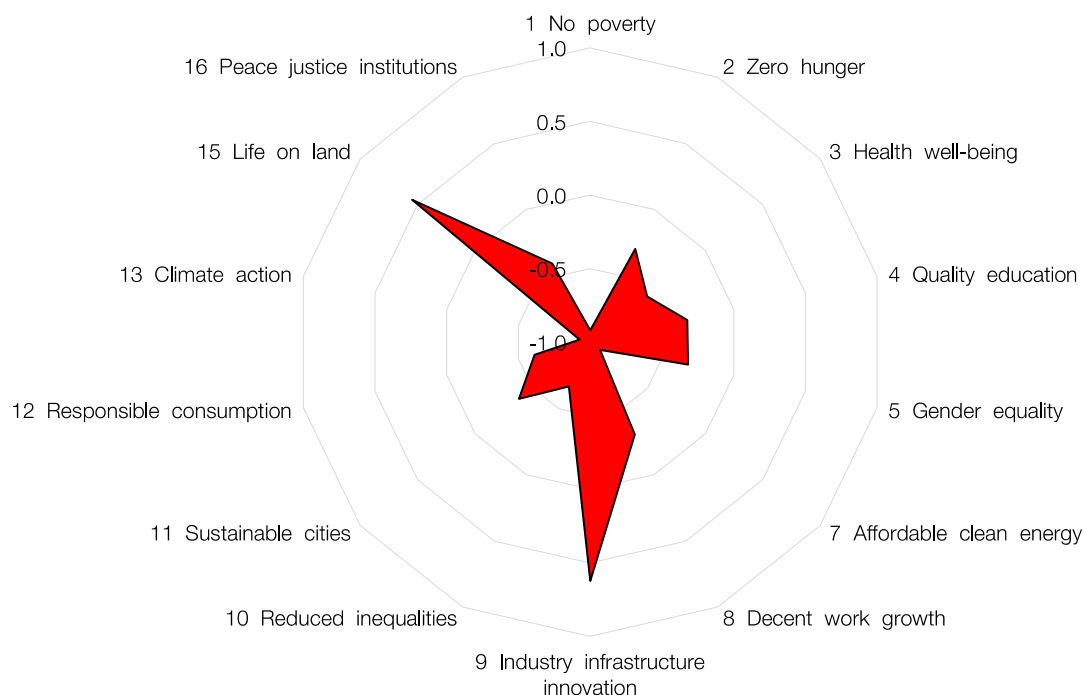 1 No poverty
1.0
16 Peace justice institutions
2 Zero hunger
0.5
15 Life on land
3 Health well-being
0.0
13 Climate action
-0.5
4 Quality education
-1.0
12 Responsible consumption
5 Gender equality
11 Sustainable cities
7 Affordable clean energy
10 Reduced inequalities
8 Decent work growth
9 Industry infrastructure
innovation